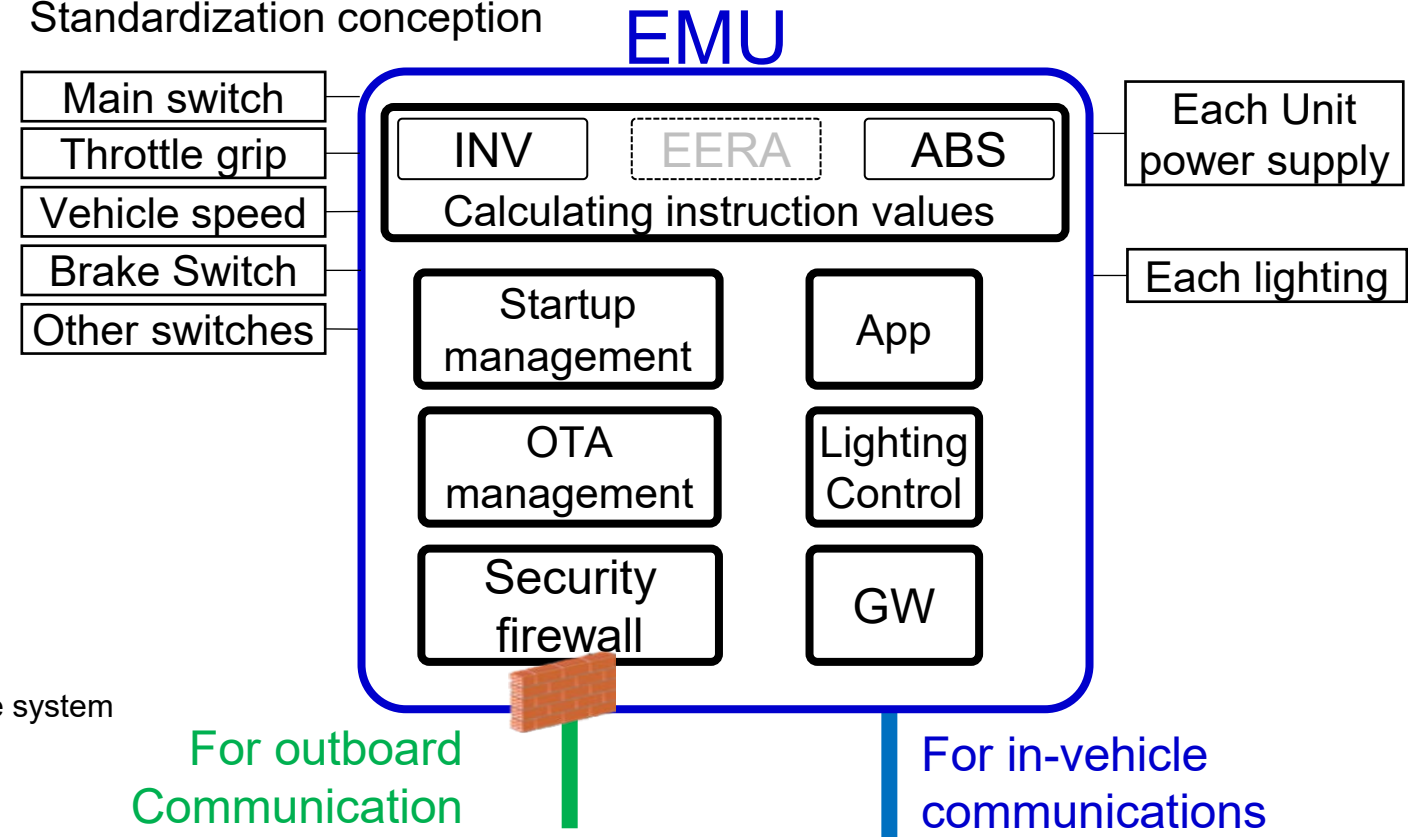 Standardization conception
EMU
Main switch
Throttle grip
Vehicle speed
Brake Switch
Other switches
INV
EERA
ABS
Calculating instruction values
Each Unit
power supply
Each lighting
Startup
management
App
OTA
management
Lighting
Control
Security
firewall
GW
system
For outboard
Communication
For in-vehicle
communications